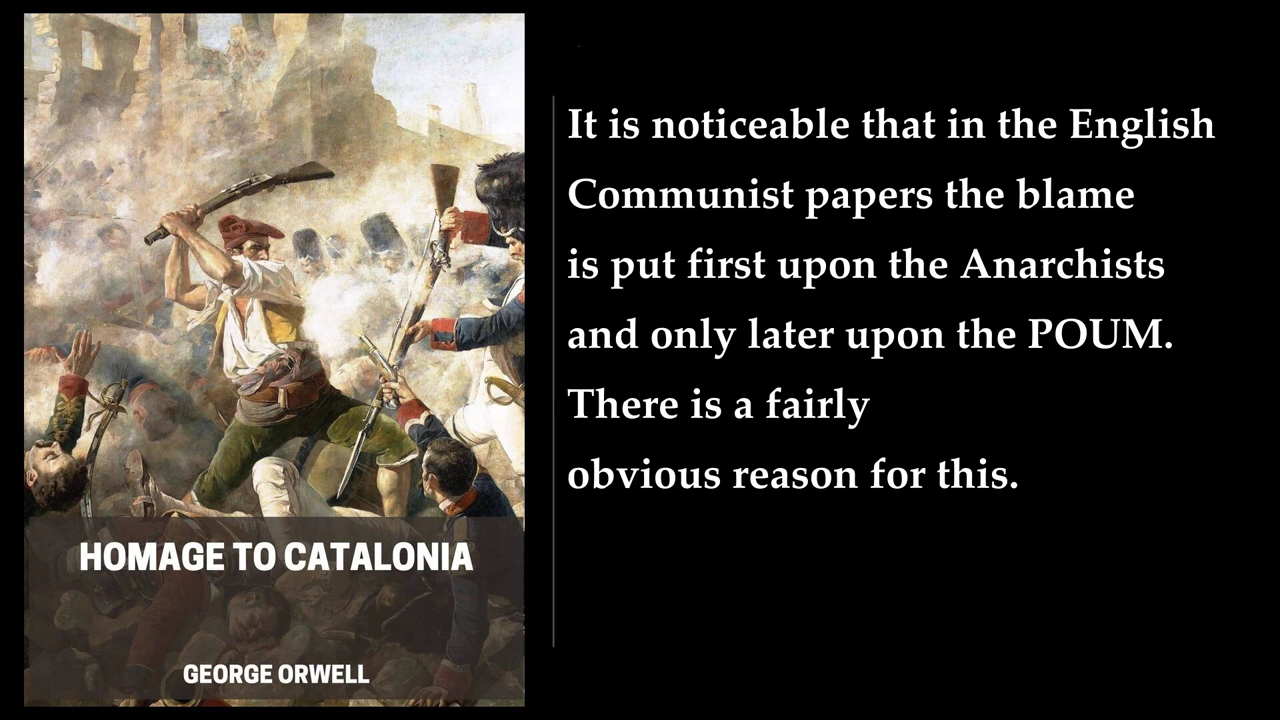 HOMAGE TO CATALONIA
GEORGE ORWELL
It is noticeable that in the English
Communist papers the blame
is put first upon the Anarchists
and only later upon the POUM.
There is a fairly
obvious reason for this.